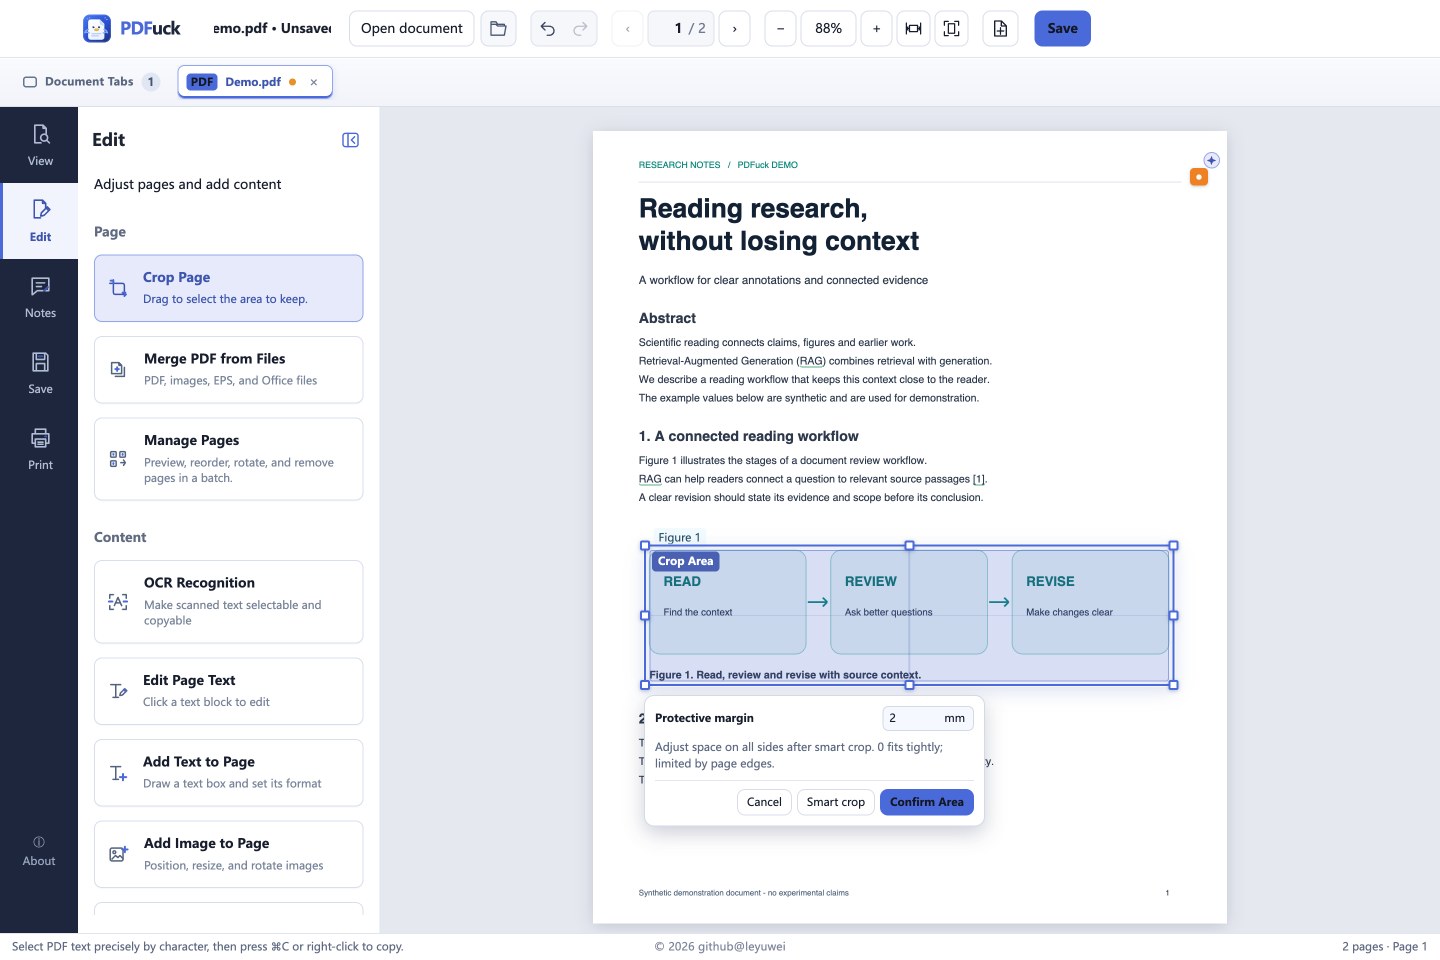 PDFuck
emo.pdf • Unsaved
Open document
1 / 2
88%
Save
Document Tabs 1
PDF Demo.pdf
View
Edit
Notes
Save
Print
About
Edit
Adjust pages and add content
Page
Crop Page
Drag to select the area to keep.
Merge PDF from Files
PDF, images, EPS, and Office files
Manage Pages
Preview, reorder, rotate, and remove
pages in a batch.
Content
OCR Recognition
Make scanned text selectable and
copyable
Edit Page Text
Click a text block to edit
Add Text to Page
Draw a text box and set its format
Add Image to Page
Position, resize, and rotate images
RESEARCH NOTES / PDFuck DEMO
Reading research,
without losing context
A workflow for clear annotations and connected evidence
Abstract
Scientific reading connects claims, figures and earlier work.
Retrieval-Augmented Generation (RAG) combines retrieval with generation.
We describe a reading workflow that keeps this context close to the reader.
The example values below are synthetic and are used for demonstration.
1. A connected reading workflow
Figure 1 illustrates the stages of a document review workflow.
RAG can help readers connect a question to relevant source passages [1].
A clear revision should state its evidence and scope before its conclusion.
Figure 1
Crop Area
READ
Find the context
REVIEW
Ask better questions
REVISE
Make changes clear
Figure 1. Read, review and revise with source context.
2
Protective margin
2 mm
Adjust space on all sides after smart crop. 0 fits tightly;
limited by page edges.
Cancel
Smart crop
Confirm Area
Synthetic demonstration document - no experimental claims
1
Select PDF text precisely by character, then press ⌘C or right-click to copy.
© 2026 github@leyuwei
2 pages · Page 1